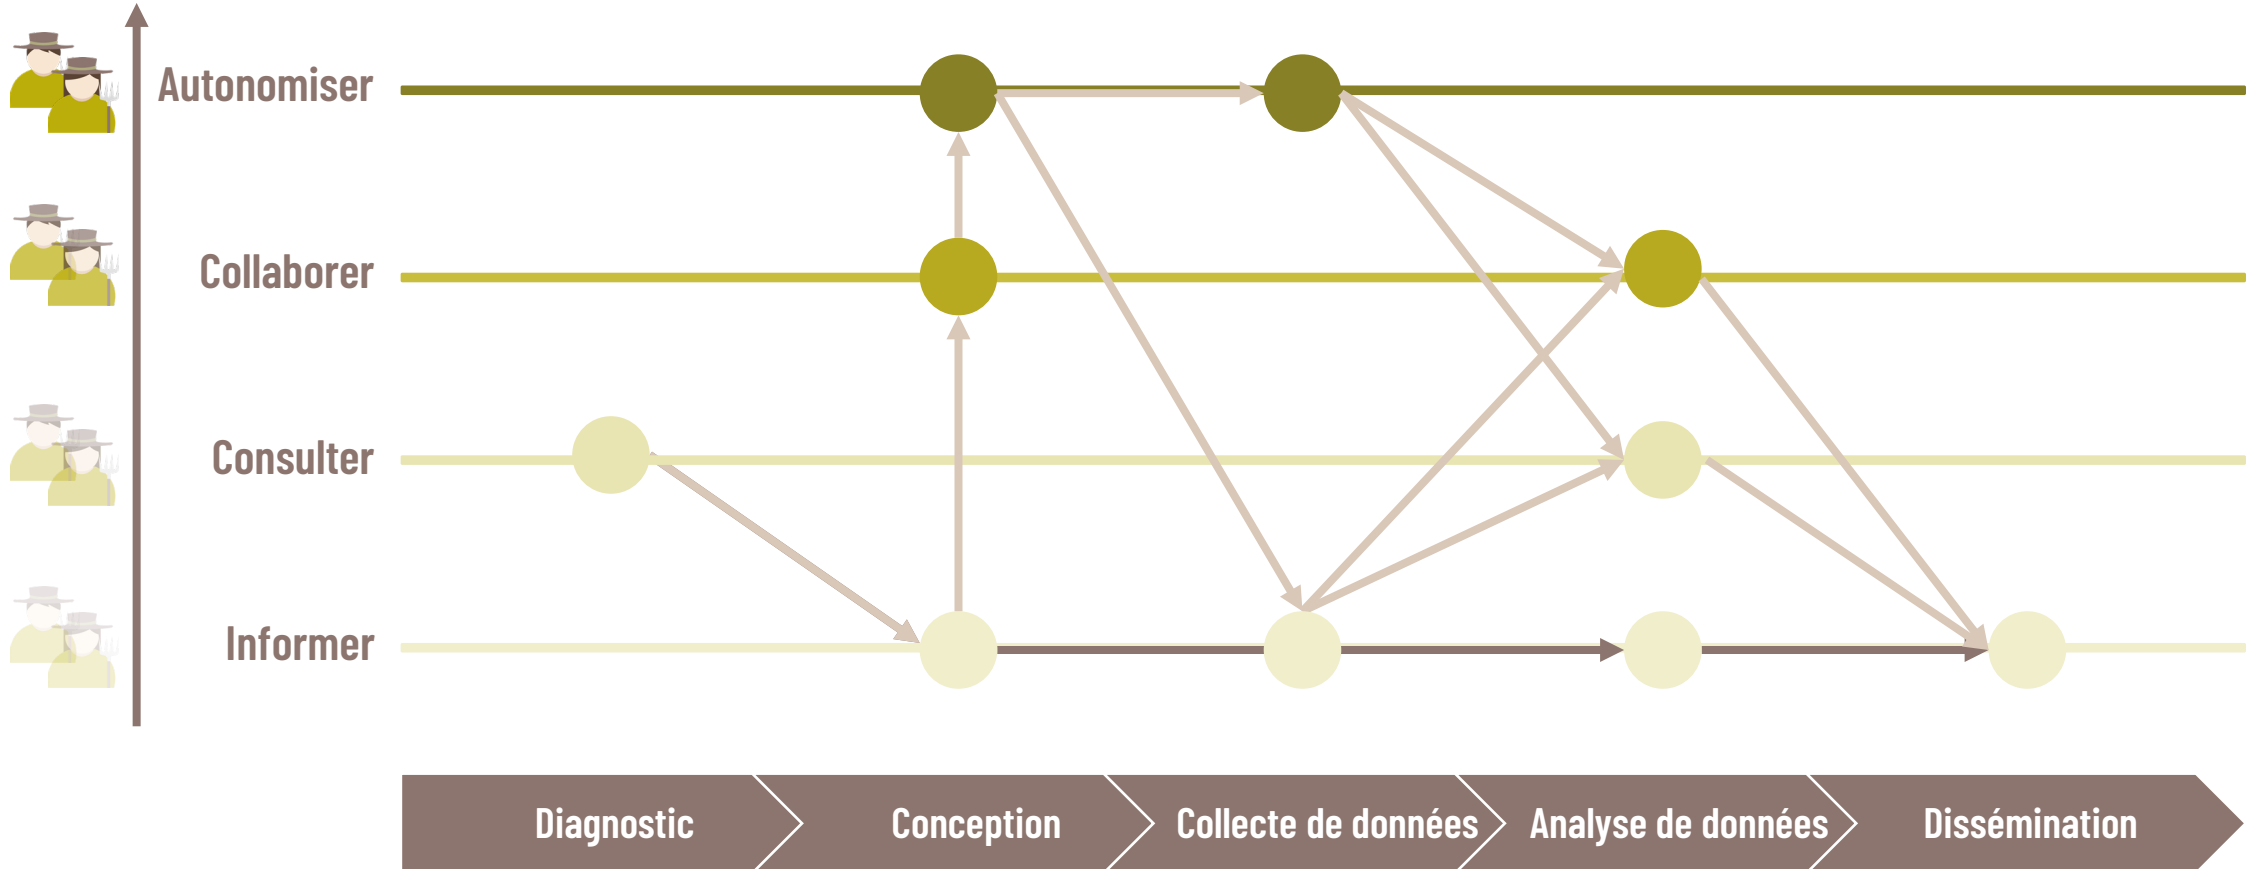 Autonomiser
Collaborer
Consulter
Informer
Diagnostic
Conception
Collecte de données
Analyse de données
Dissémination